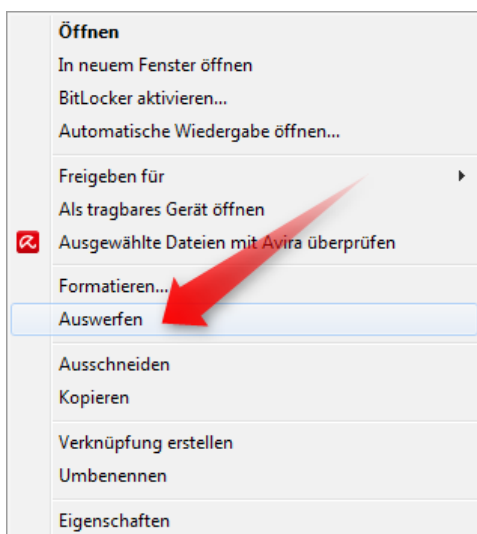 Öffnen
In neuem Fenster öffnen
BitLocker aktivieren...
Automatische Wiedergabe öffnen...
Freigeben für
Als tragbares Gerät öffnen
Ausgewählte Dateien mit Avira überprüfen
Formatieren...
Auswerfen
Ausschneiden
Kopieren
Verknüpfung erstellen
Umbenennen
Eigenschaften